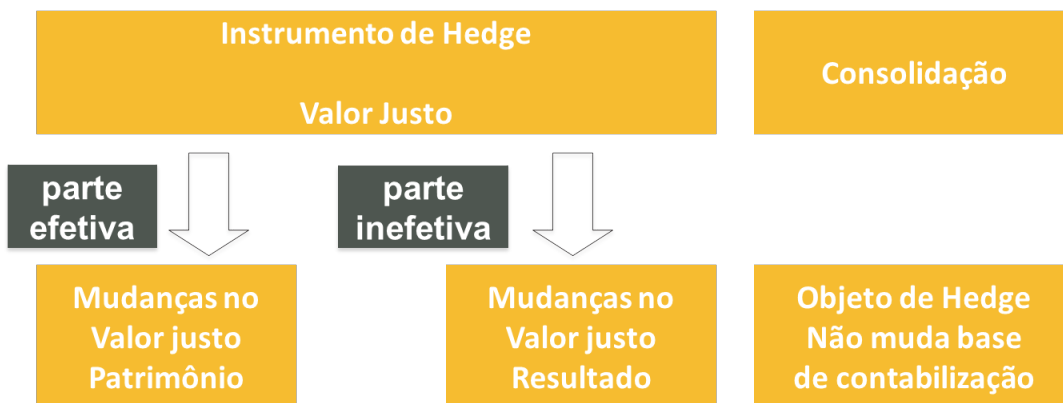 Instrumento de Hedge
Valor Justo
Consolidação
parte
efetiva
parte
inefetiva
Mudanças no
Valor justo
Patrimônio
Mudanças no
Valor justo
Resultado
Objeto de Hedge
Não muda base
de contabilização